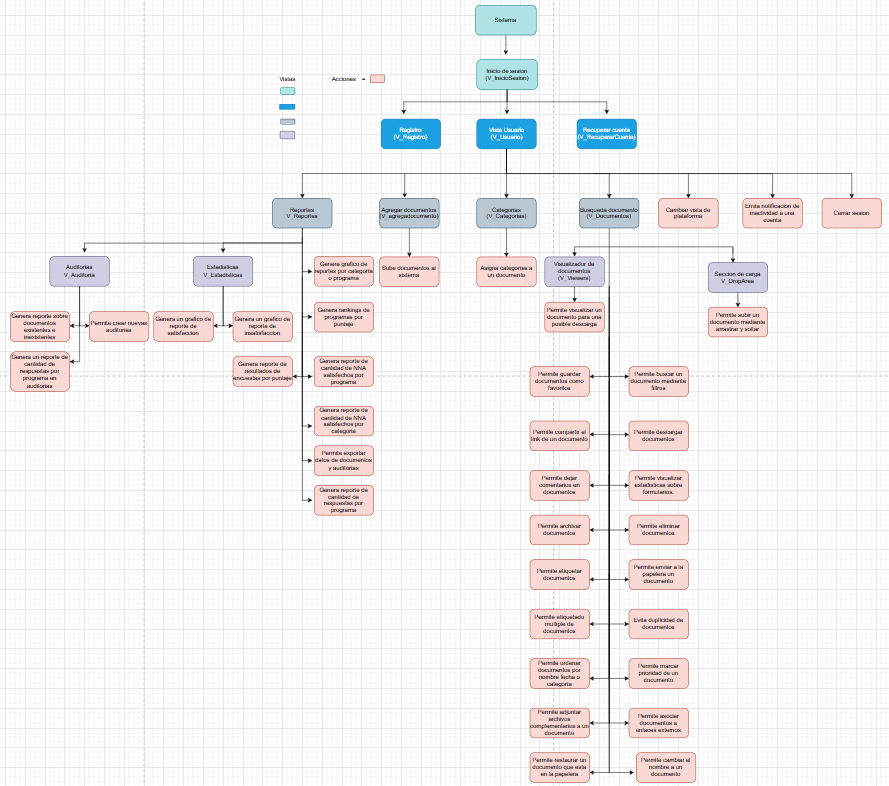 Sistema
Inicio de sesion
(V_InicioSesion)
Vistas
Acciones
Registro
(V_Registro)
Vista Usuario
(V_Usuario)
Recuperar cuenta
(V_RecuperarCuenta)
Reportes
V_Reportes
Agregar documentos
(V_agregadocumento)
Categorias
(V_Categorias)
Busqueda documento
(V_Documentos)
Cambiar vista de
plataforma
Envia notificacion de
inactividad a una
cuenta
Cerrar sesion
Auditorias
V_Auditoria
Estadisticas
V_Estadisticas
Genera grafico de
reportes por categoria
o programa
Sube documentos al
sistema
Asigna categorias a
un documento
Visualizador de
documentos
(V_Viewers)
Seccion de carga
V_DropArea
Genera reporte sobre
documentos
existentes e
inexistentes
Permite crear nuevas
auditorias
Genera un grafico de
reporte de
satisfaccion
Genera un grafico de
reporte de
insatisfaccion
Genera rankings de
programas por
puntaje
Permite visualizar un
documento para una
posible descarga
Permite subir un
documento mediante
arrastrar y soltar
Genera un reporte de
cantidad de
respuestas por
programa en
auditorias
Genera reporte de
resultados de
encuestas por puntaje
Genera reporte de
cantidad de NNA
satisfechos por
programa
Permite guardar
documentos como
favoritos
Permite buscar un
documento mediante
filtros
Genera reporte de
cantidad de NNA
satisfechos por
categoria
Permite compartir el
link de un documento
Permite descargar
documentos
Permite exportar
datos de documentos
y auditorias
Permite dejar
comentarios en
documentos
Permite visualizar
estadisticas sobre
formularios.
Genera reporte de
cantidad de
respuestas por
programa
Permite archivar
documentos
Permite eliminar
documentos
Permite etiquetar
documentos
Permite enviar a la
papelera un
documento
Permite etiquetado
multiple de
documentos
Evita duplicidad de
documentos
Permite ordenar
documentos por
nombre fecha o
categoria
Permite marcar
prioridad de un
documento
Permite adjuntar
archivos
complementarios a un
documento
Permite asociar
documentos a
enlaces externos
Permite restaurar un
documento que esta
en la papelera
Permite cambiar el
nombre a un
documento